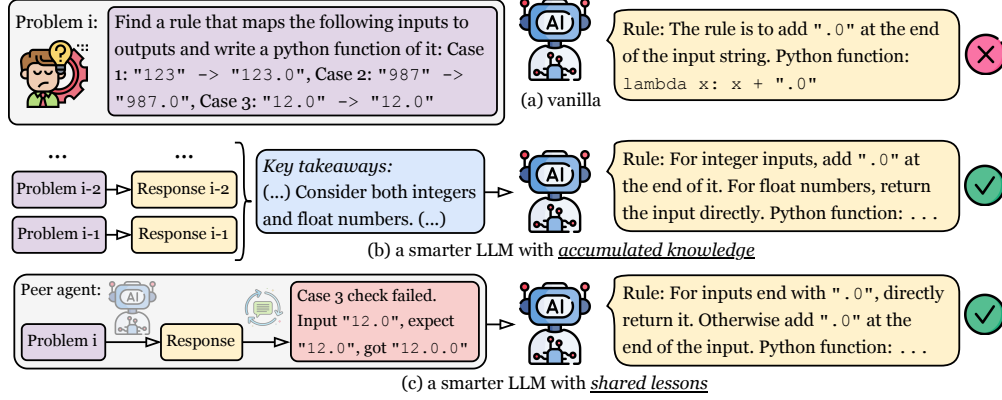 Problem i:
Find a rule that maps the following inputs to
outputs and write a python function of it: Case
1: "123" -> "123.0", Case 2: "987" ->
"987.0", Case 3: "12.0" -> "12.0"
AI
(a) vanilla
Rule: The rule is to add ".0" at the end
of the input string. Python function:
lambda x: x + ".0"
... ...
Problem i-2 Response i-2
Problem i-1 Response i-1
Key takeaways:
(...) Consider both integers
and float numbers. (...)
AI
Rule: For integer inputs, add ".0" at
the end of it. For float numbers, return
the input directly. Python function: ...
(b) a smarter LLM with accumulated knowledge
Peer agent:
AI
Problem i
Response
Case 3 check failed.
Input "12.0", expect
"12.0", got "12.0.0"
AI
Rule: For inputs end with ".0", directly
return it. Otherwise add ".0" at the
end of the input. Python function: ...
(c) a smarter LLM with shared lessons